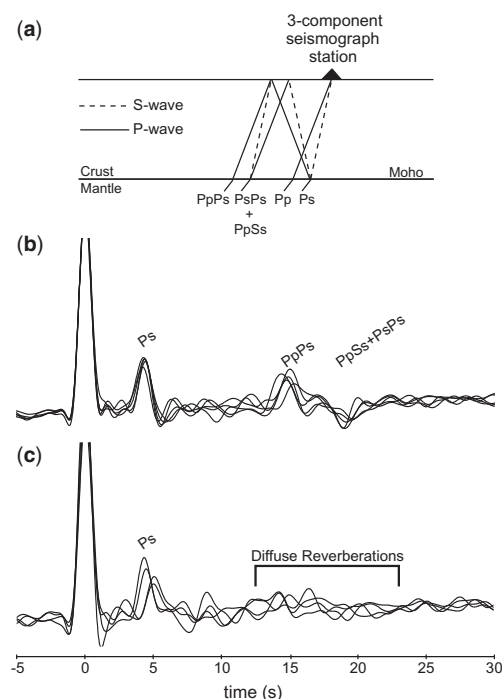 (a)
3-component
seismograph
station
S-wave
P-wave
Crust
Mantle
Moho
PpPs PsPs Pp Ps
+
PpSs
(b)
Ps
PpPs
PpSs+PsPs
(c)
Ps
Diffuse Reverberations
-5 0 5 10 15 20 25 30
time (s)